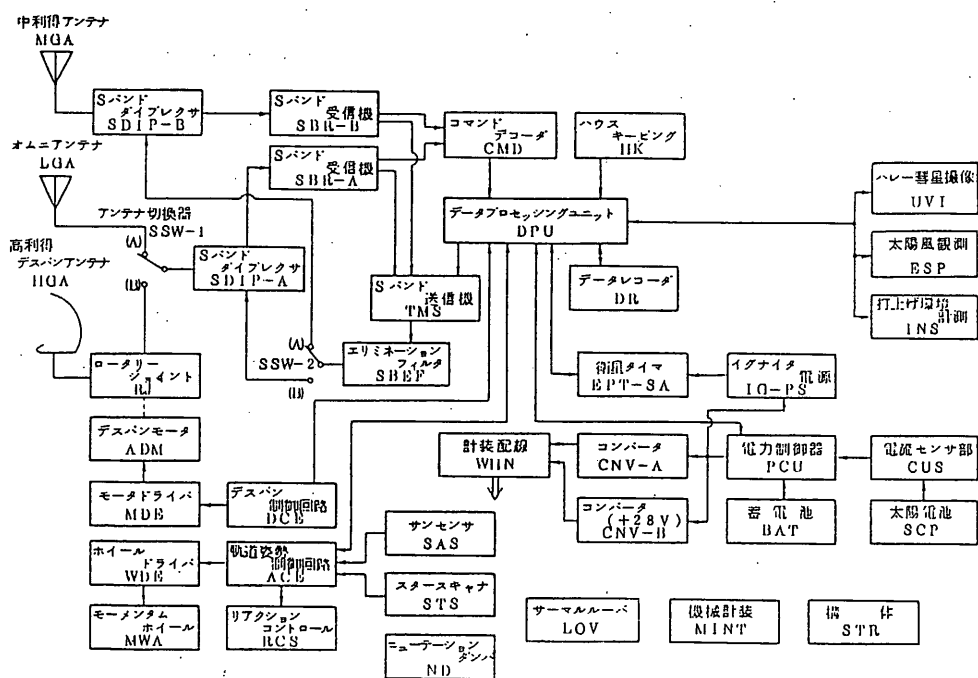 中利得アンテナ
MGA
Sバンド
ダイプレクサ
SDIP-B
Sバンド
受信機
SBR-B
コマンド
デコーダ
CMD
ハウス
キーピング
HK
オムニアンテナ
LGA
Sバンド
受信機
SBR-A
ハレー彗星撮像
UVI
アンテナ切換器
SSW-1
(A)
(B)
データプロセッシングユニット
DPU
太陽風観測
ESP
高利得
デスパンアンテナ
HGA
Sバンド
ダイプレクサ
SDIP-A
Sバンド
送信機
TMS
データレコーダ
DR
打上げ環境
計測
INS
(A)
SSW-2
(B)
エリミネーション
フィルタ
SBEF
ロータリー
ジョイント
RJ
衛星タイマ
EPT-SA
イグナイタ
電源
IG-PS
デスパンモータ
ADM
計装配線
WHN
コンバータ
CNV-A
電力制御器
PCU
電流センサ部
CUS
モータドライバ
MDE
デスパン
制御回路
DCE
コンバータ
(+28V)
CNV-B
蓄電池
BAT
太陽電池
SCP
サンセンサ
SAS
ホイール
ドライバ
WDE
軌道姿勢
制御回路
ACE
スタースキャナ
STS
モーメンタム
ホイール
MWA
リアクション
コントロール
RCS
サーマルルーバ
LOV
機械計装
MINT
STR
ニューテーション
ダンパ
ND